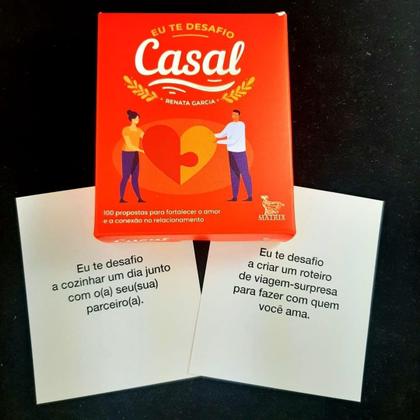 EU TE DESAFIO
Casal
RENATA GARCIA
100 propostas para fortalecer o amor
e a conexão no relacionamento
MATRIX
Eu te desafio
a cozinhar um dia junto
com o(a) seu(sua)
parceiro(a).
Eu te desafio
a criar um roteiro
de viagem-surpresa
para fazer com quem
você ama.